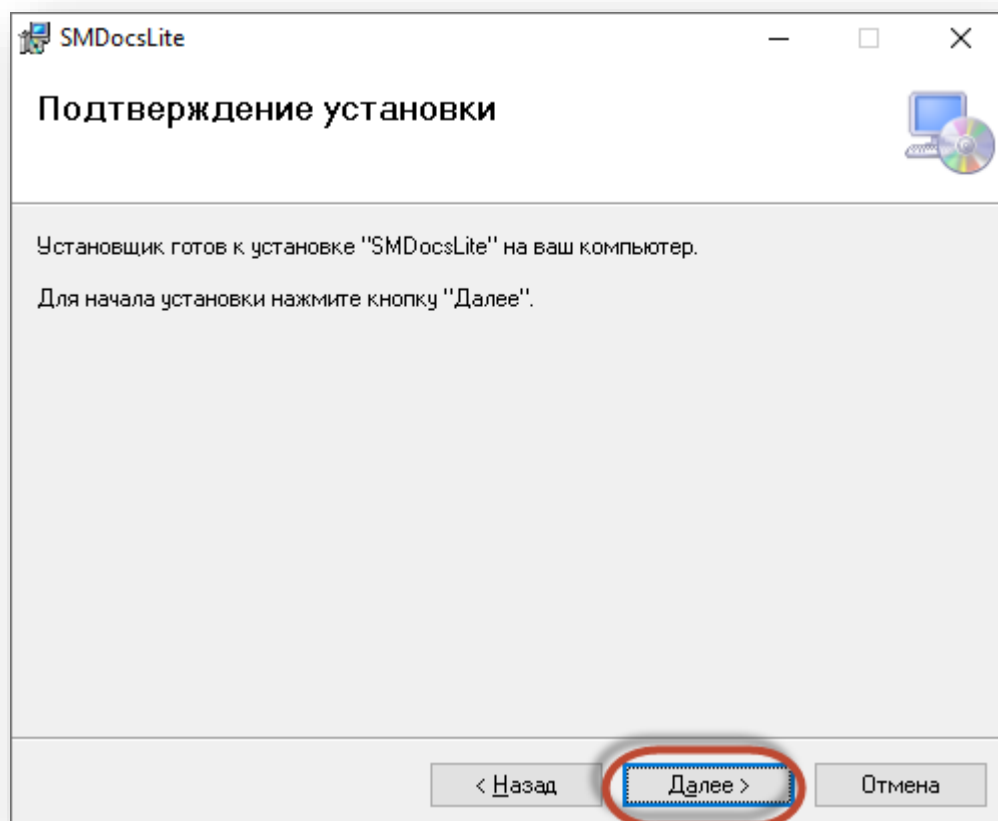 SMDocsLite
Подтверждение установки
Установщик готов к установке "SMDocsLite" на ваш компьютер.
Для начала установки нажмите кнопку "Далее".
< Назад
Далее >
Отмена